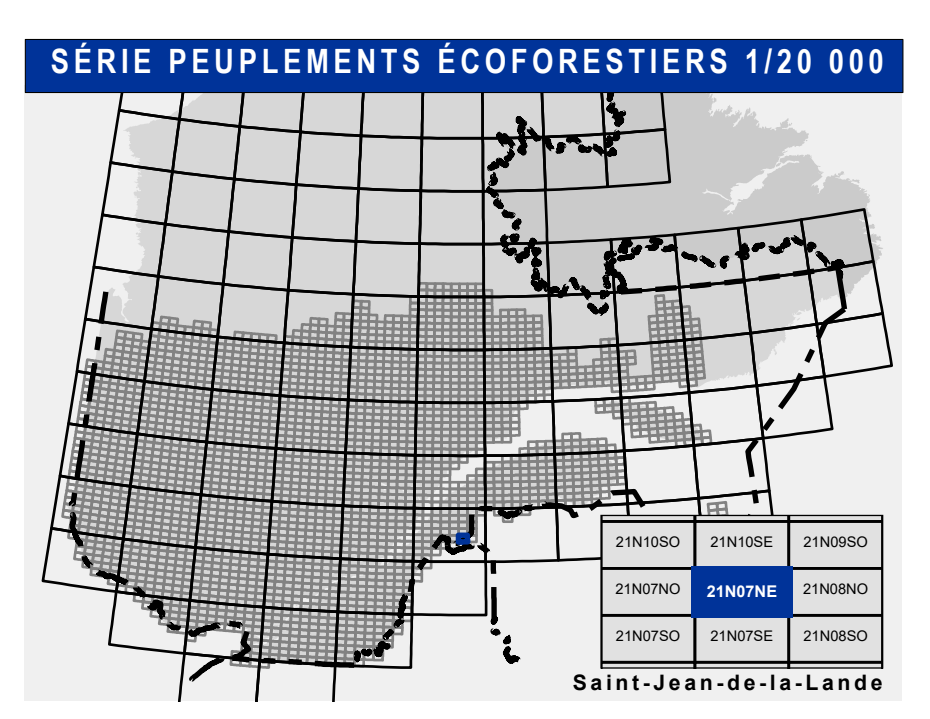 SÉRIE PEUPLEMENTS ÉCOFORESTIERS 1/20 000
21N10SO 21N10SE 21N09SO
21N07NO 21N07NE 21N08NO
21N07SO 21N07SE 21N08SO
Saint-Jean-de-la-Lande